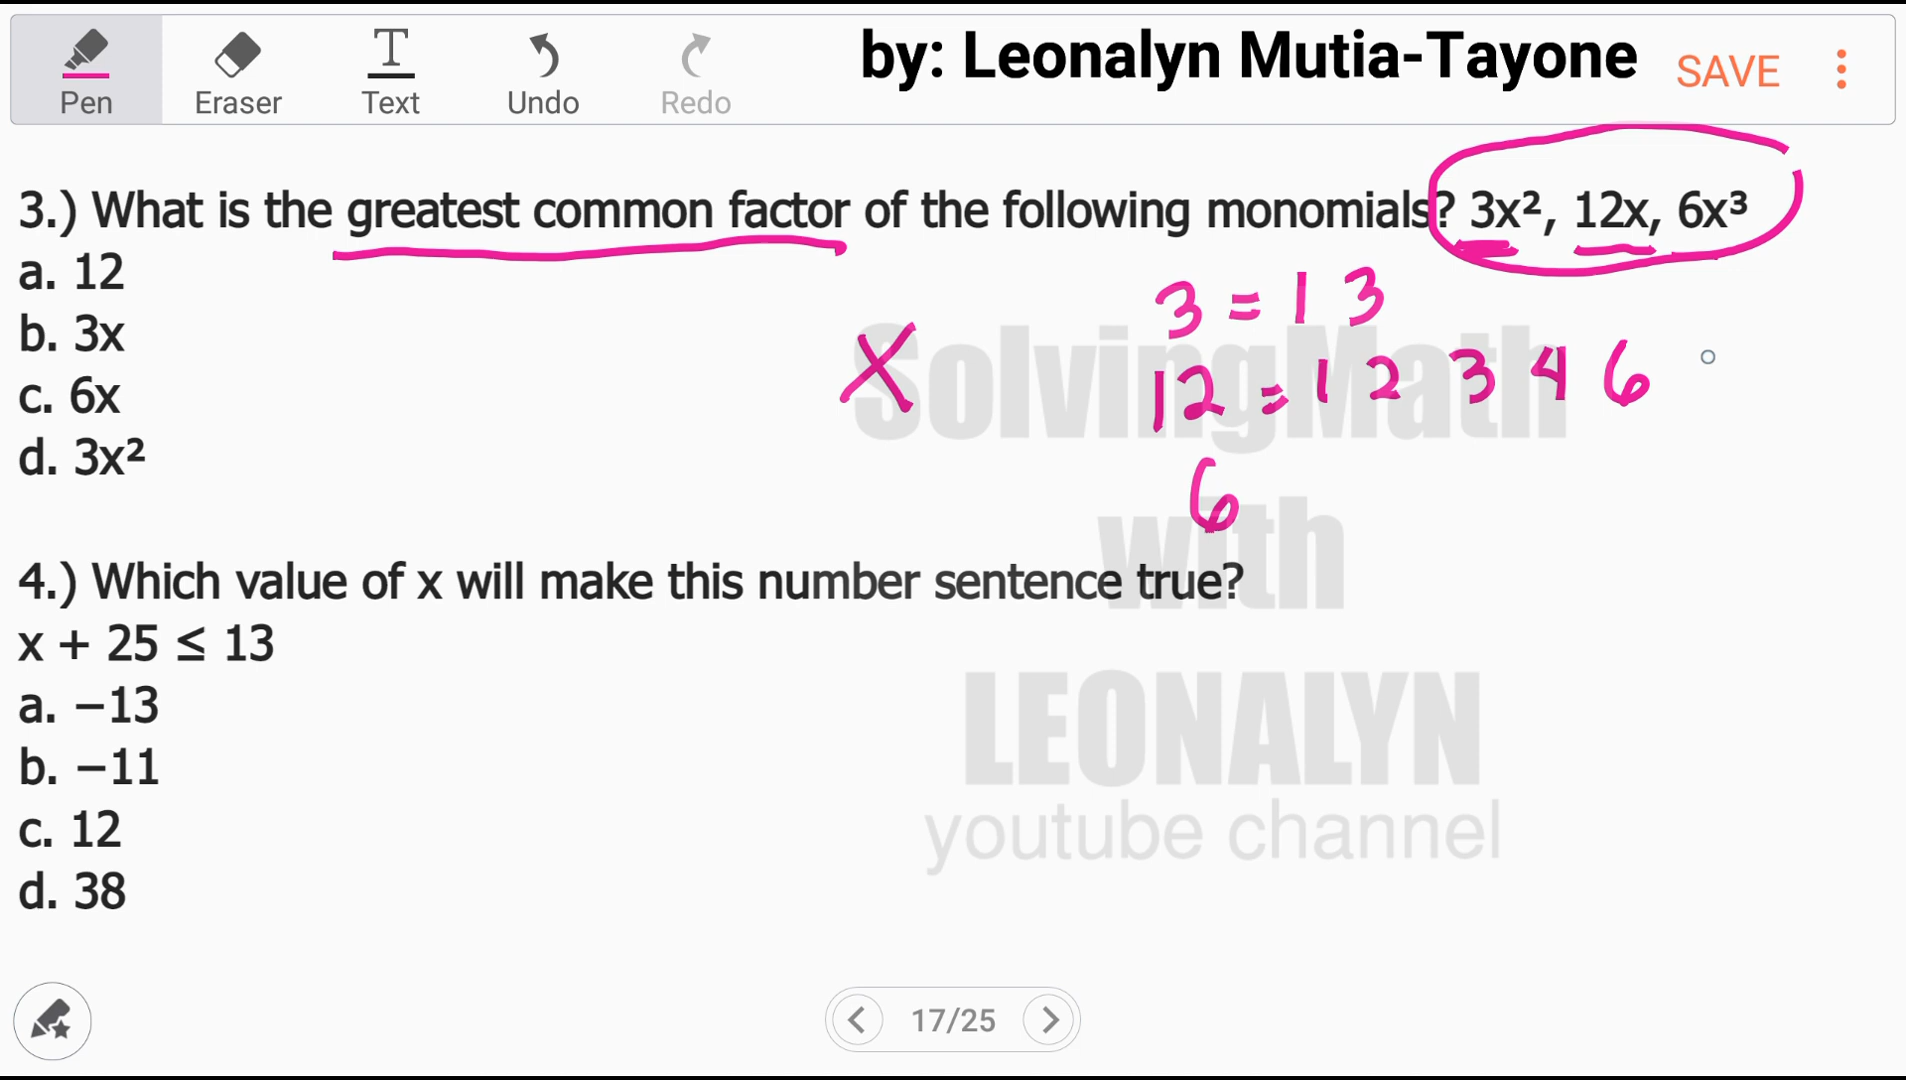 Pen Eraser Text Undo Redo by: Leonalyn Mutia-Tayone SAVE
3.) What is the greatest common factor of the following monomials? 3x², 12x, 6x³
a. 12
b. 3x
c. 6x
d. 3x²
3 = 1 3
x
12 = 1 2 3 4 6
6
SolvingMath
with
LEONALYN
youtube channel
4.) Which value of x will make this number sentence true?
x + 25 ≤ 13
a. −13
b. −11
c. 12
d. 38
17/25